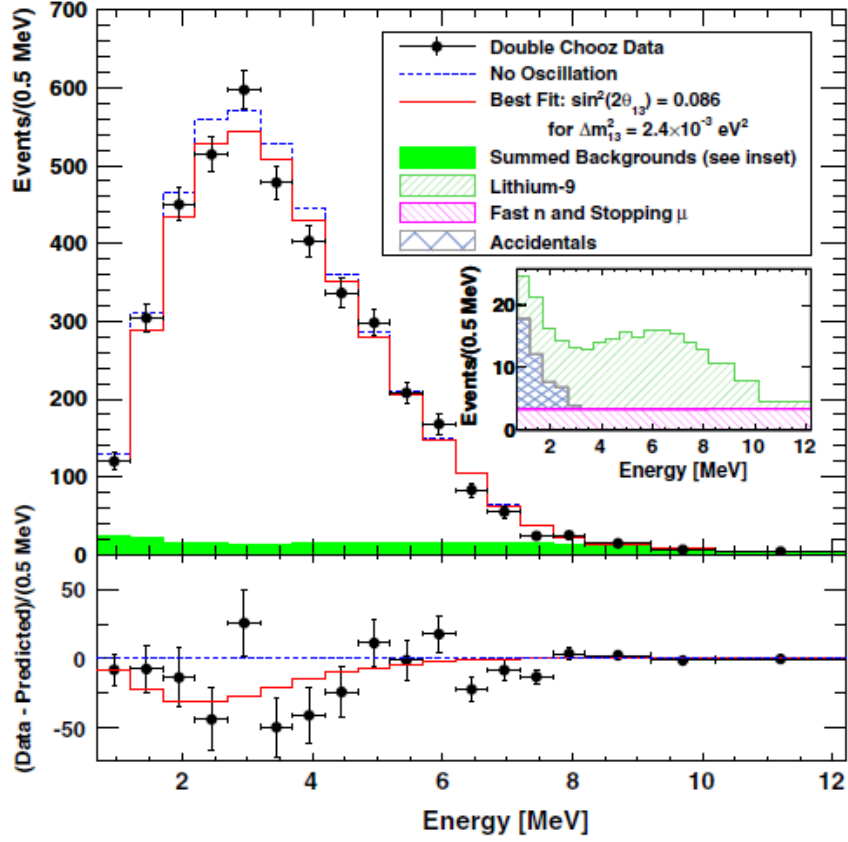 700
600
500
400
300
200
100
0
Events/(0.5 MeV)
Double Chooz Data
No Oscillation
Best Fit: sin²(2θ₁₃) = 0.086
for Δm²₁₃ = 2.4×10⁻³ eV²
Summed Backgrounds (see inset)
Lithium-9
Fast n and Stopping μ
Accidentals
Events/(0.5 MeV)
20
10
0
2 4 6 8 10 12
Energy [MeV]
(Data - Predicted)/(0.5 MeV)
50
0
-50
2 4 6 8 10 12
Energy [MeV]